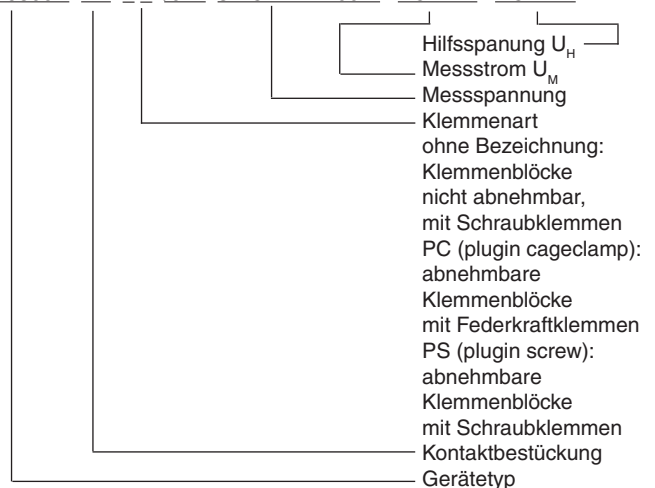 Hilfsspanung U_H
Messstrom U_M
Messspannung
Klemmenart
ohne Bezeichnung:
Klemmenblöcke
nicht abnehmbar,
mit Schraubklemmen
PC (plugin cageclamp):
abnehmbare
Klemmenblöcke
mit Federkraftklemmen
PS (plugin screw):
abnehmbare
Klemmenblöcke
mit Schraubklemmen
Kontaktbestückung
Gerätetyp